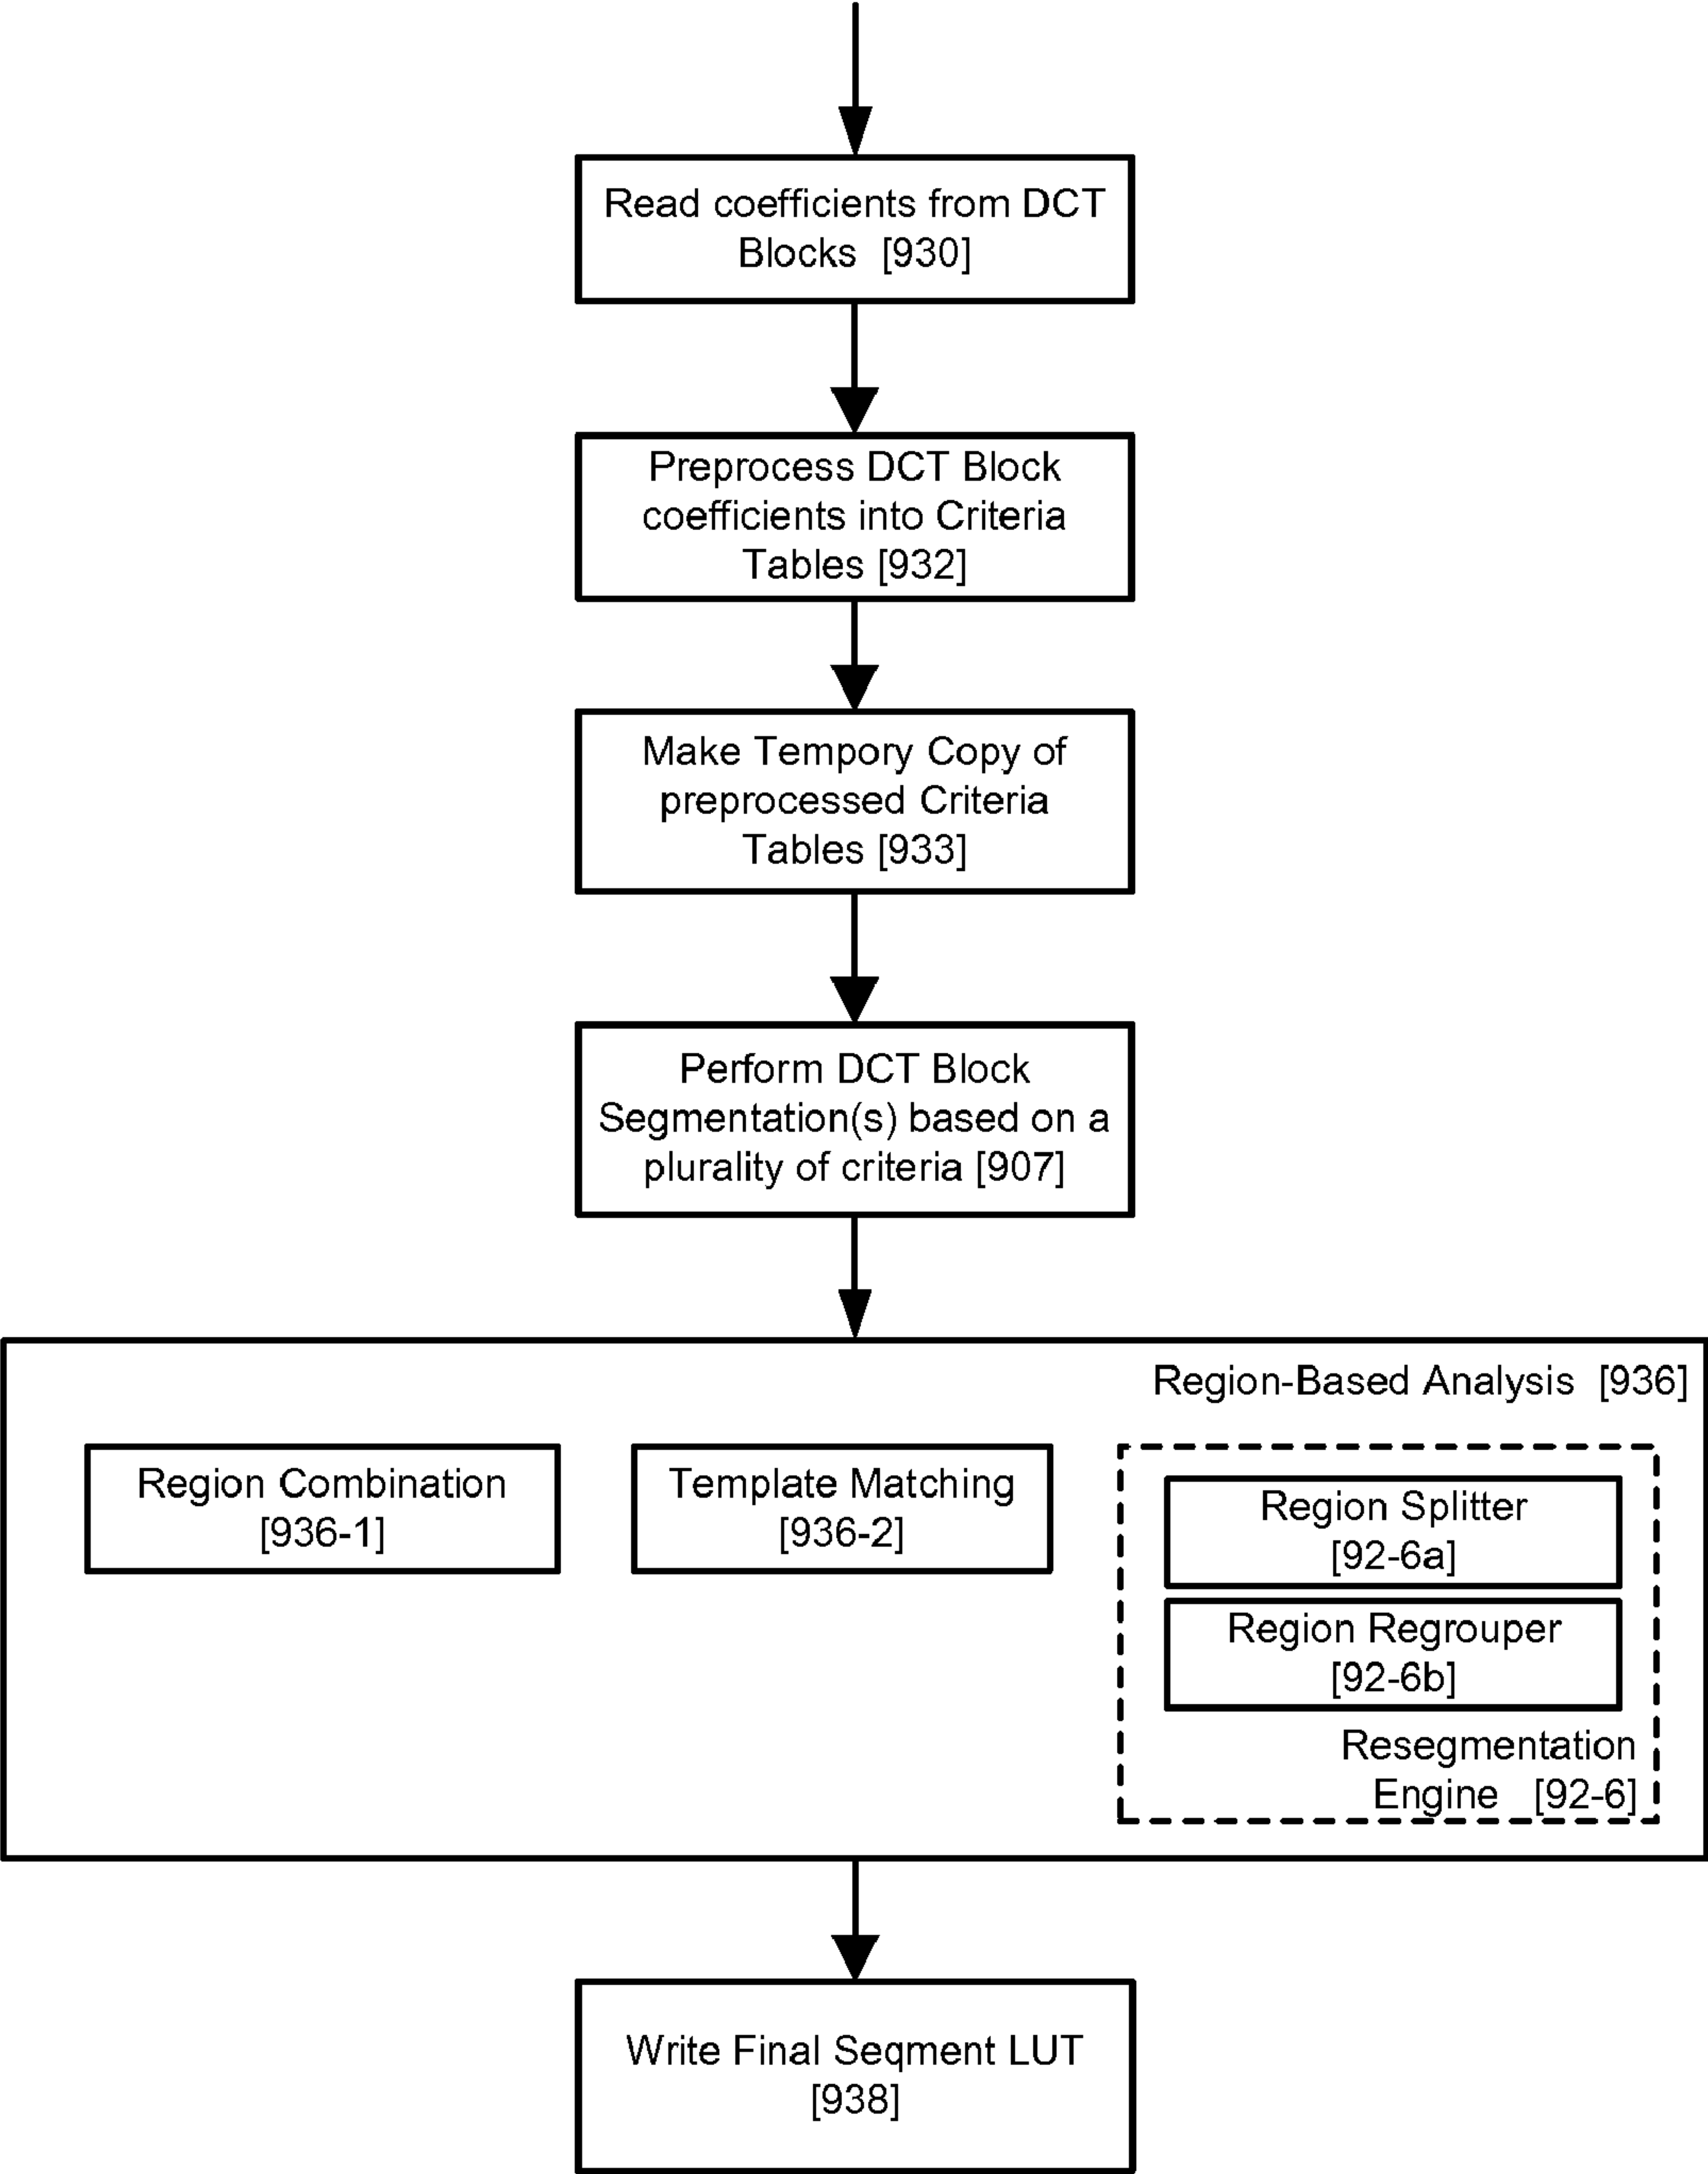 Read coefficients from DCT
Blocks [930]
Preprocess DCT Block
coefficients into Criteria
Tables [932]
Make Tempory Copy of
preprocessed Criteria
Tables [933]
Perform DCT Block
Segmentation(s) based on a
plurality of criteria [907]
Region-Based Analysis [936]
Region Combination
[936-1]
Template Matching
[936-2]
Region Splitter
[92-6a]
Region Regrouper
[92-6b]
Resegmentation
Engine [92-6]
Write Final Seqment LUT
[938]